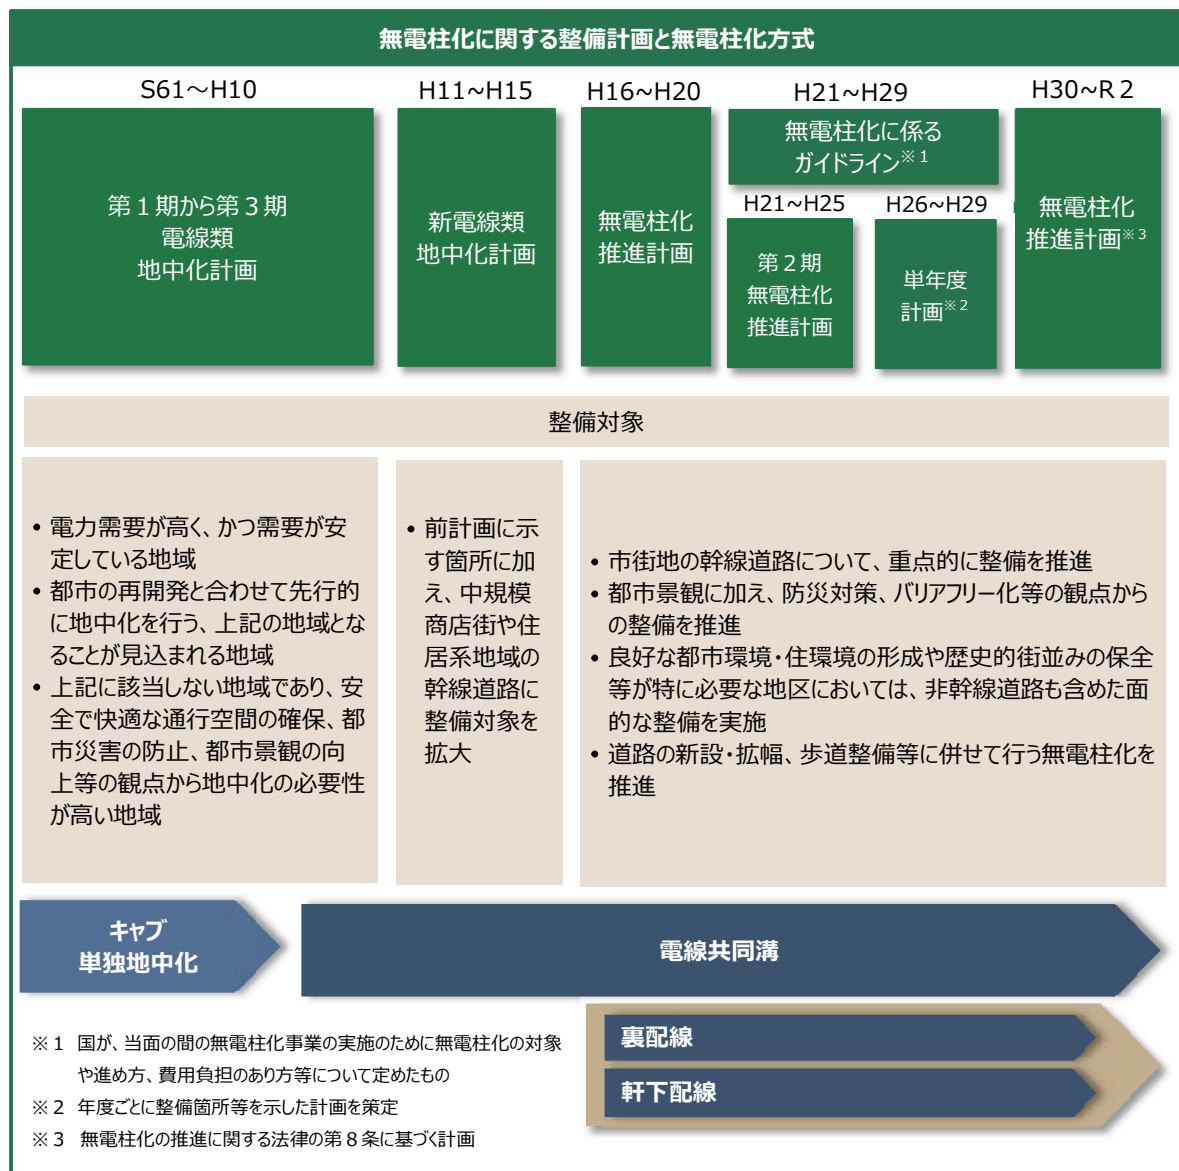 無電柱化に関する整備計画と無電柱化方式
S61～H10
第１期から第３期
電線類
地中化計画
H11~H15
新電線類
地中化計画
H16~H20
無電柱化
推進計画
H21~H29
無電柱化に係る
ガイドライン※１
H21~H25
第２期
無電柱化
推進計画
H26~H29
単年度
計画※２
H30~R２
無電柱化
推進計画※３
整備対象
• 電力需要が高く、かつ需要が安
定している地域
• 都市の再開発と合わせて先行的
に地中化を行う、上記の地域とな
ることが見込まれる地域
• 上記に該当しない地域であり、安
全で快適な通行空間の確保、都
市災害の防止、都市景観の向
上等の観点から地中化の必要性
が高い地域
• 前計画に示
す箇所に加
え、中規模
商店街や住
居系地域の
幹線道路に
整備対象を
拡大
• 市街地の幹線道路について、重点的に整備を推進
• 都市景観に加え、防災対策、バリアフリー化等の観点から
の整備を推進
• 良好な都市環境・住環境の形成や歴史的街並みの保全
等が特に必要な地区においては、非幹線道路も含めた面
的な整備を実施
• 道路の新設・拡幅、歩道整備等に併せて行う無電柱化を
推進
キャブ
単独地中化
電線共同溝
裏配線
軒下配線
※１ 国が、当面の間の無電柱化事業の実施のために無電柱化の対象
や進め方、費用負担のあり方等について定めたもの
※２ 年度ごとに整備箇所等を示した計画を策定
※３ 無電柱化の推進に関する法律の第８条に基づく計画